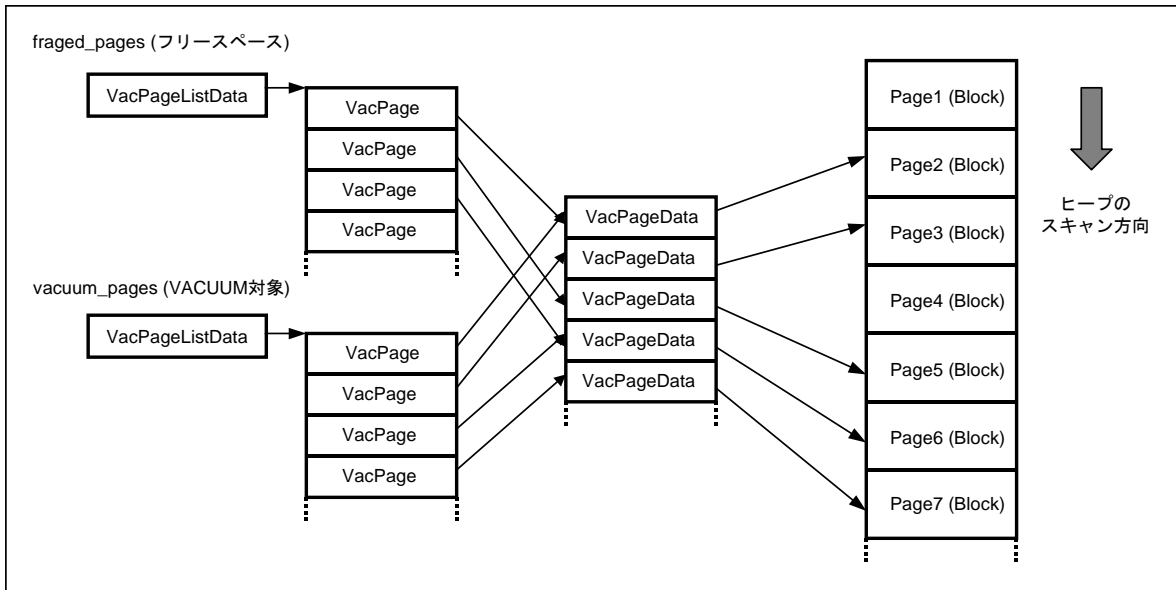 fraged_pages (フリースペース)
VacPageListData
VacPage
VacPage
VacPage
VacPage
vacuum_pages (VACUUM対象)
VacPageListData
VacPage
VacPage
VacPage
VacPage
VacPageData
VacPageData
VacPageData
VacPageData
VacPageData
Page1 (Block)
Page2 (Block)
Page3 (Block)
Page4 (Block)
Page5 (Block)
Page6 (Block)
Page7 (Block)
ヒープの
スキャン方向